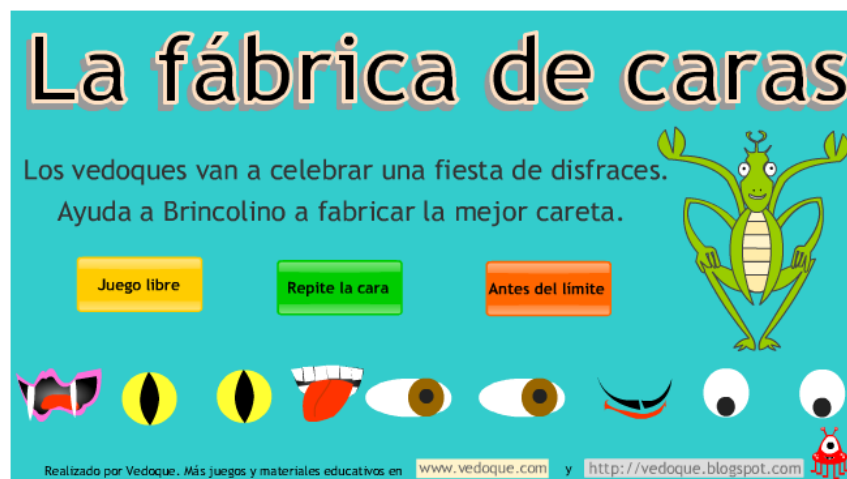 La fábrica de caras
Los vedoques van a celebrar una fiesta de disfraces.
Ayuda a Brincolino a fabricar la mejor careta.
Juego libre
Repite la cara
Antes del límite
Realizado por Vedoque. Más juegos y materiales educativos en www.vedoque.com y http://vedoque.blogspot.com